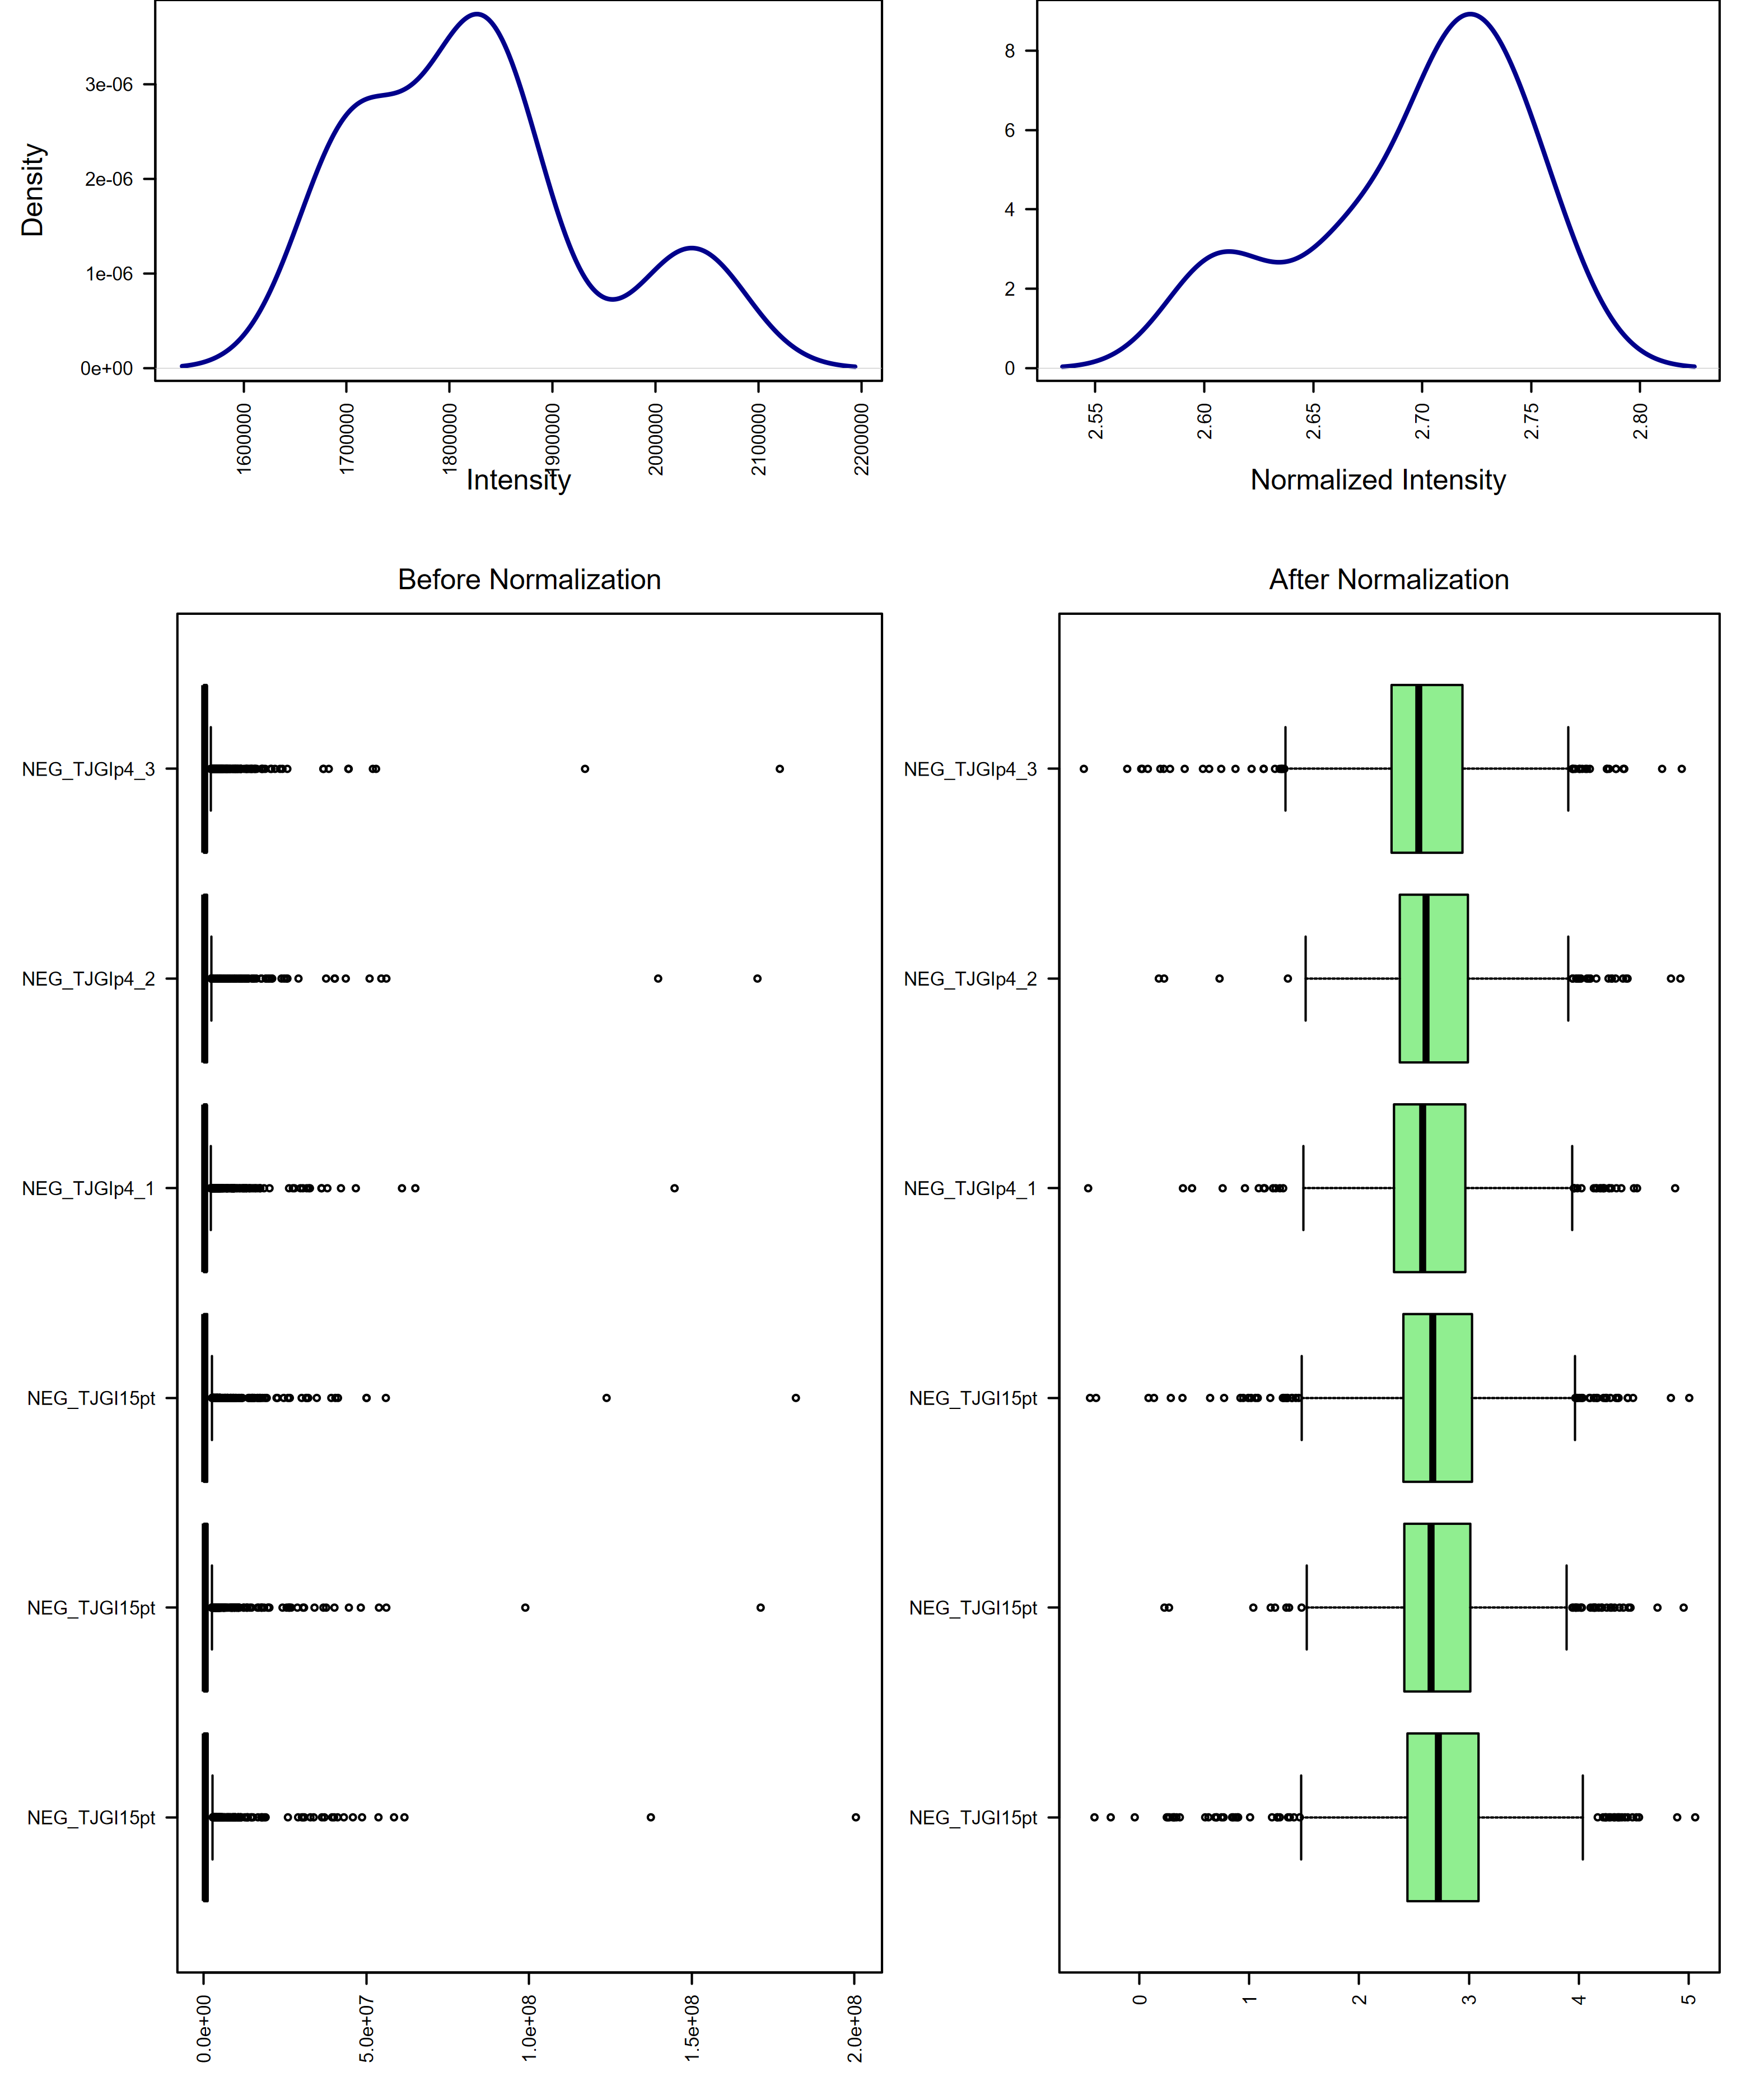 Density
3e-06
2e-06
1e-06
0e+00
1600000
1700000
1800000
1900000
2000000
2100000
2200000
Intensity
8
6
4
2
0
2.55
2.60
2.65
2.70
2.75
2.80
Normalized Intensity
Before Normalization
NEG_TJGIp4_3
NEG_TJGIp4_2
NEG_TJGIp4_1
NEG_TJGI15pt
NEG_TJGI15pt
NEG_TJGI15pt
0.0e+00
5.0e+07
1.0e+08
1.5e+08
2.0e+08
After Normalization
NEG_TJGIp4_3
NEG_TJGIp4_2
NEG_TJGIp4_1
NEG_TJGI15pt
NEG_TJGI15pt
NEG_TJGI15pt
0
1
2
3
4
5